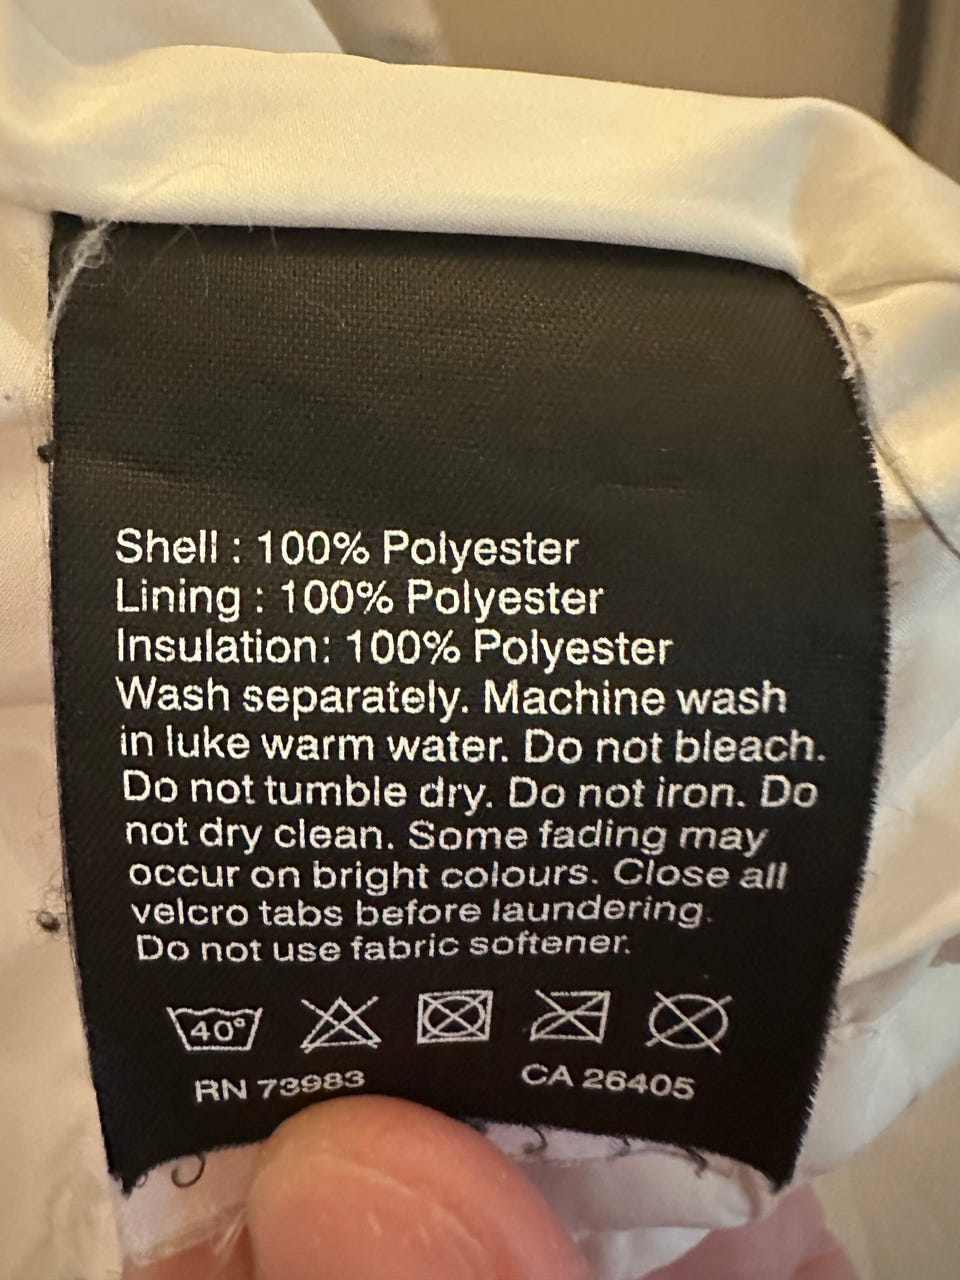 Shell : 100% Polyester
Lining : 100% Polyester
Insulation: 100% Polyester
Wash separately. Machine wash
in luke warm water. Do not bleach.
Do not tumble dry. Do not iron. Do
not dry clean. Some fading may
occur on bright colours. Close all
velcro tabs before laundering.
Do not use fabric softener.
40°
RN 73983 CA 26405